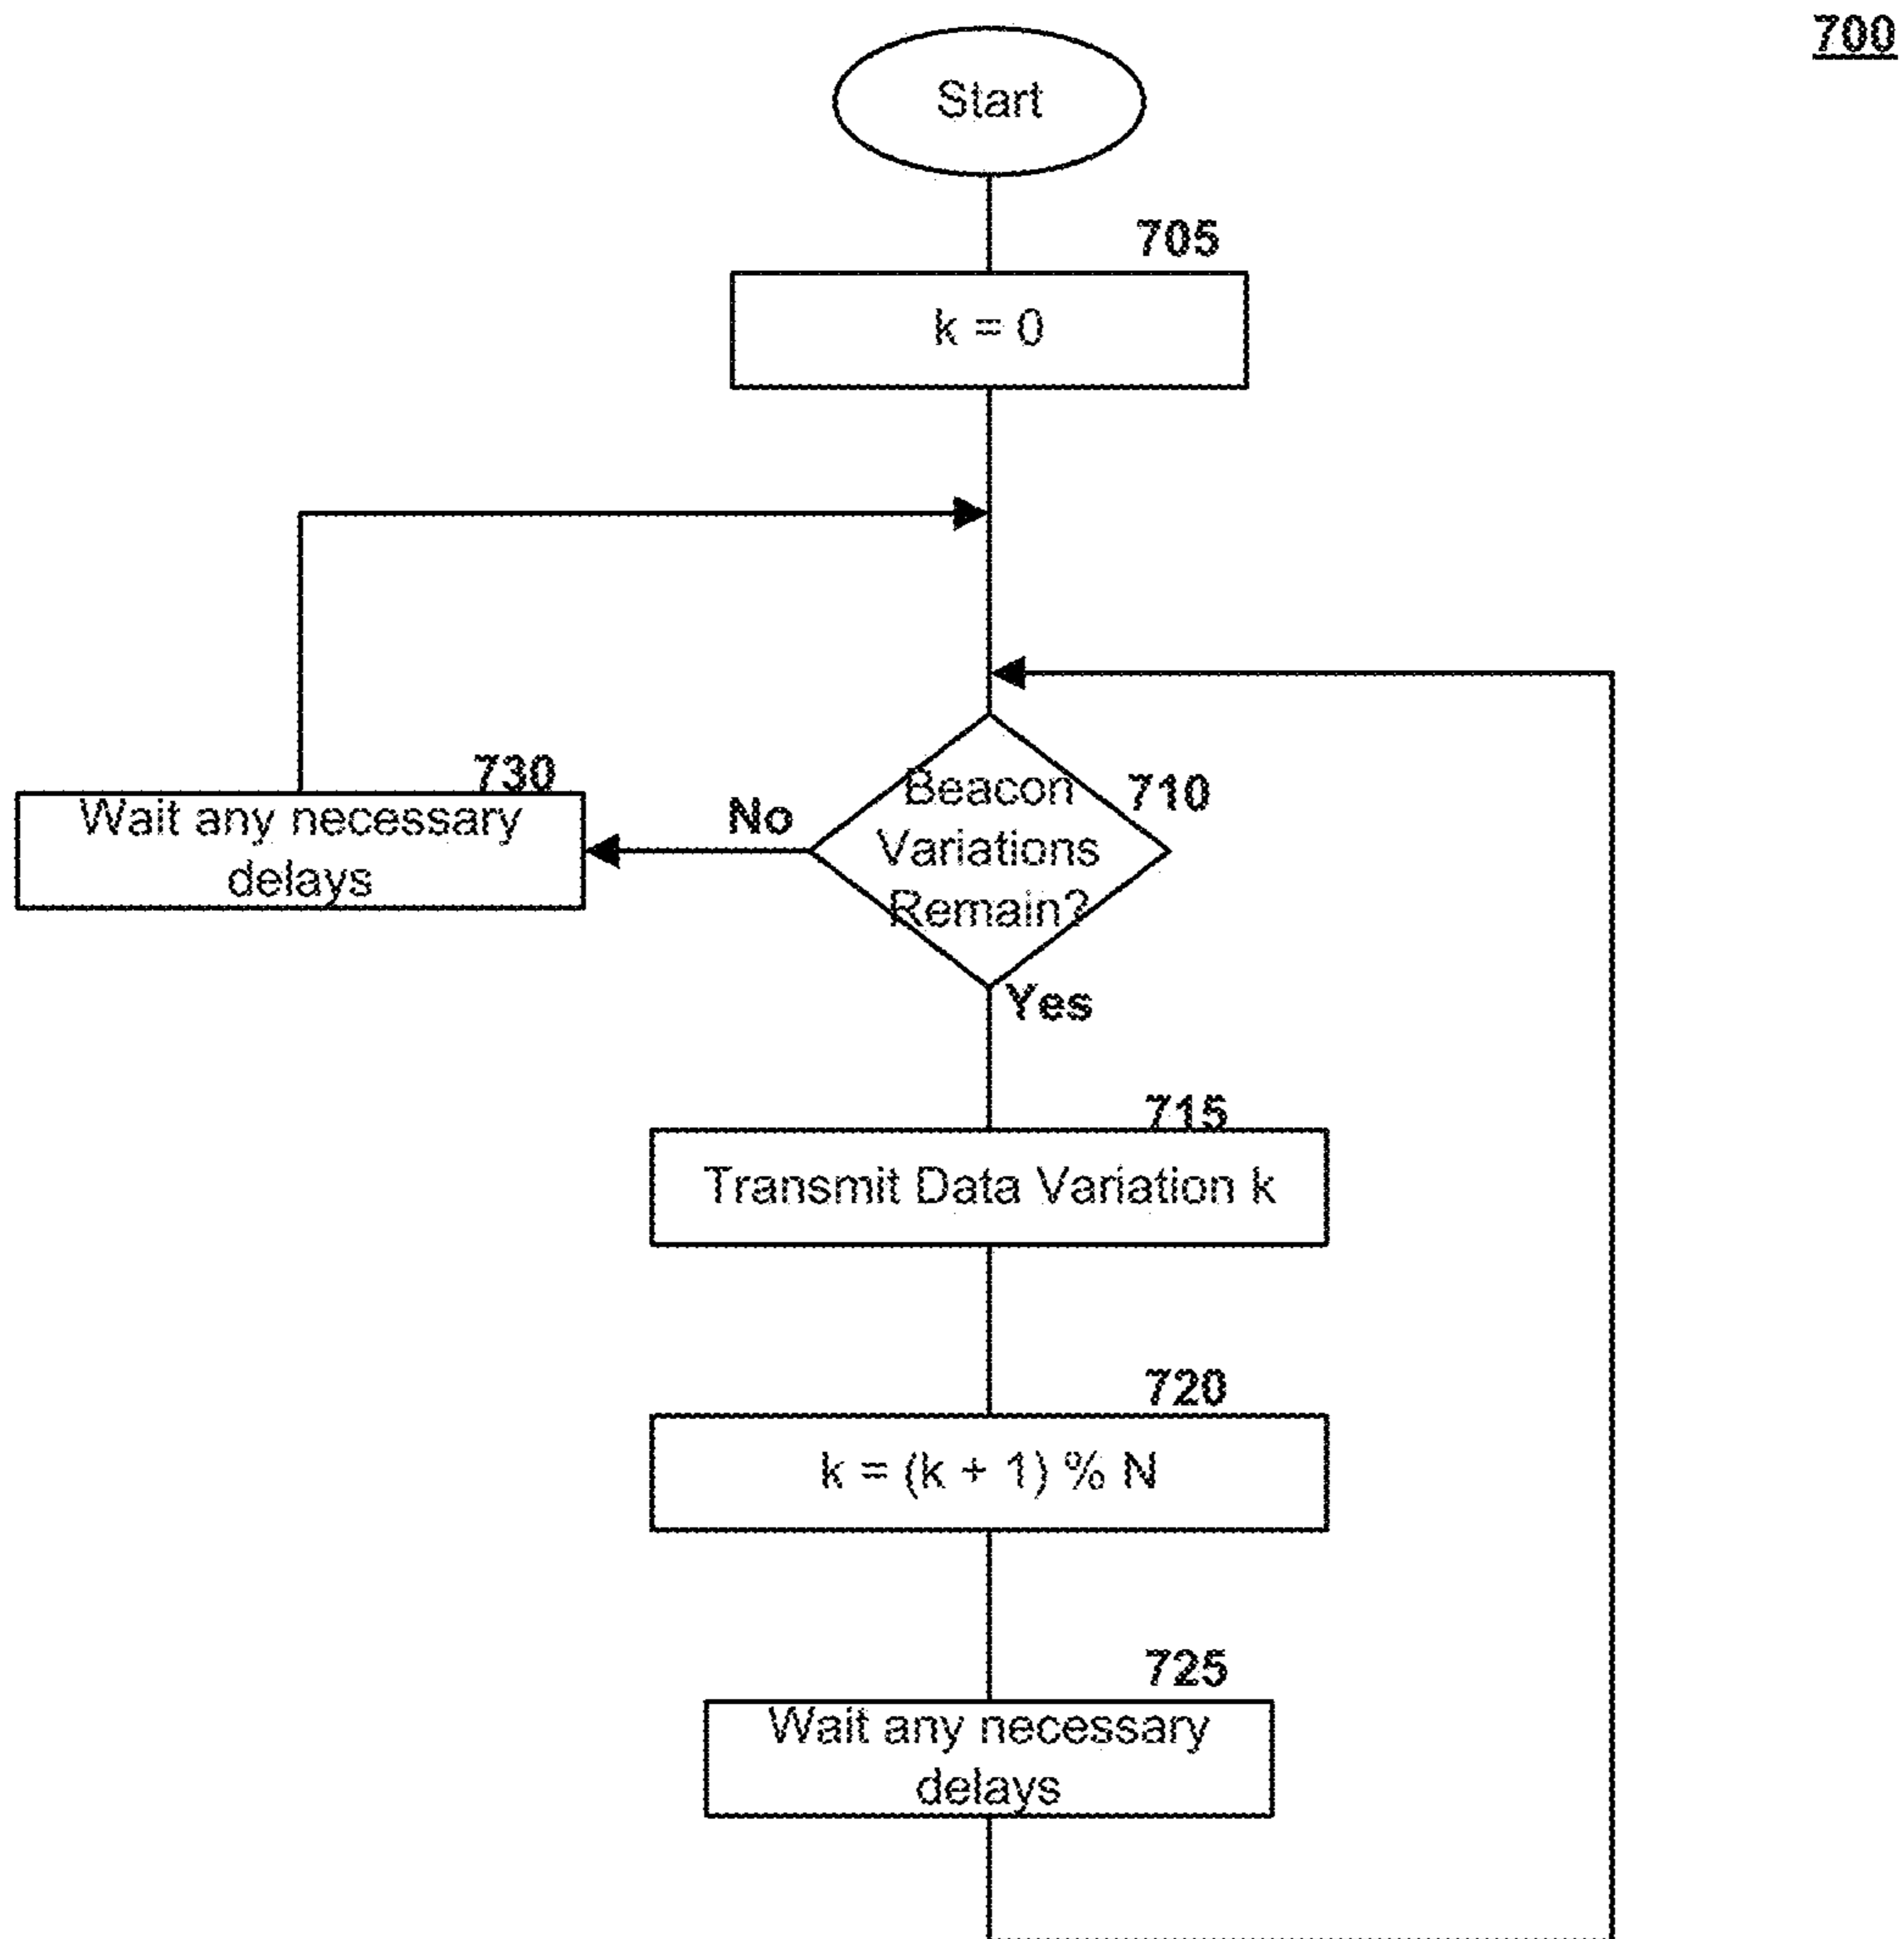 700
Start
705
k = 0
730
Wait any necessary
delays
No
Beacon
Variations
Remain?
710
Yes
715
Transmit Data Variation k
720
k = (k + 1) % N
725
Wait any necessary
delays